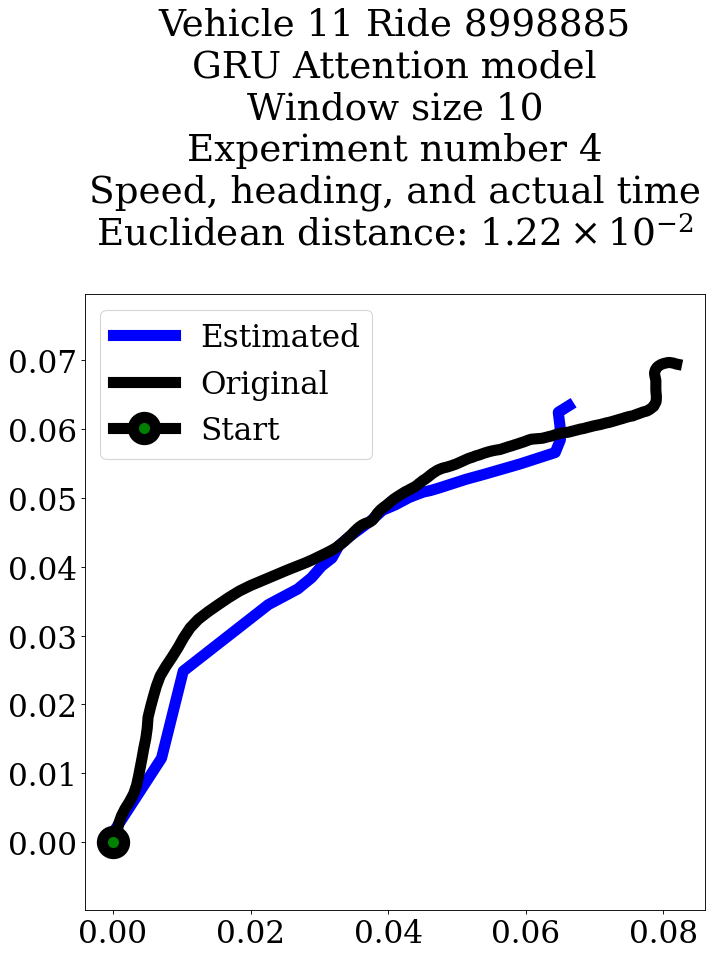 Vehicle 11 Ride 8998885
GRU Attention model
Window size 10
Experiment number 4
Speed, heading, and actual time
Euclidean distance: 1.22 × 10⁻²
Estimated
Original
Start
0.07
0.06
0.05
0.04
0.03
0.02
0.01
0.00
0.00 0.02 0.04 0.06 0.08